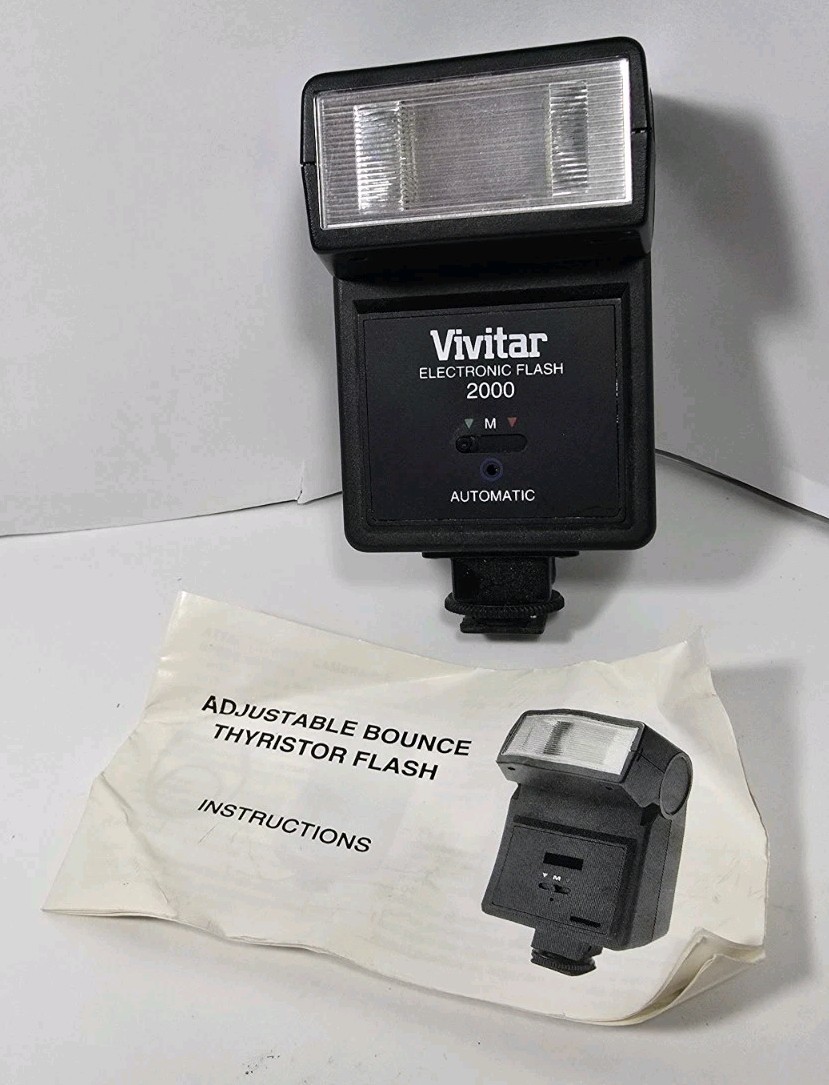 Vivitar
ELECTRONIC FLASH
2000
M
AUTOMATIC
ADJUSTABLE BOUNCE
THYRISTOR FLASH
INSTRUCTIONS
M